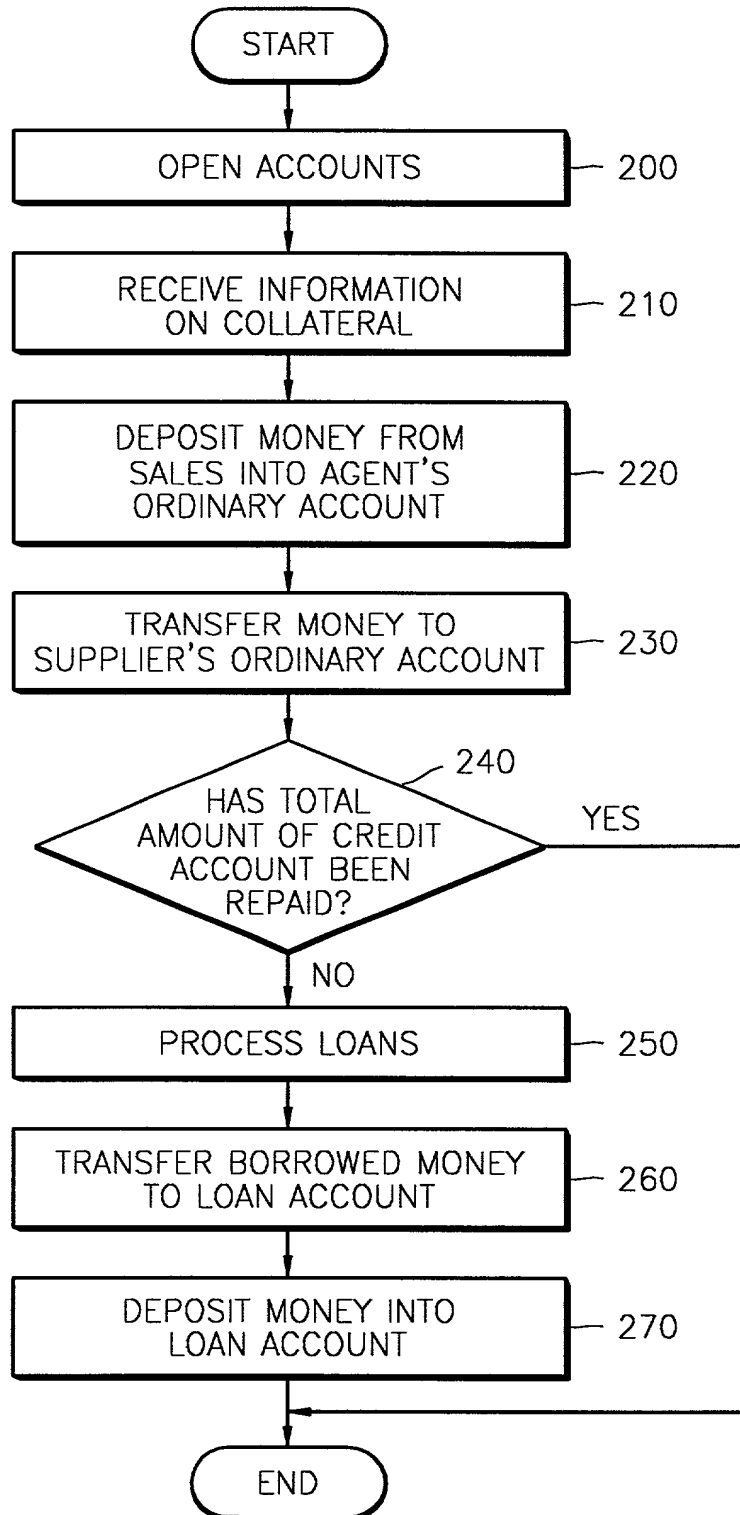 START
OPEN ACCOUNTS
200
RECEIVE INFORMATION
ON COLLATERAL
210
DEPOSIT MONEY FROM
SALES INTO AGENT'S
ORDINARY ACCOUNT
220
TRANSFER MONEY TO
SUPPLIER'S ORDINARY ACCOUNT
230
240
HAS TOTAL
AMOUNT OF CREDIT
ACCOUNT BEEN
REPAID?
YES
NO
PROCESS LOANS
250
TRANSFER BORROWED MONEY
TO LOAN ACCOUNT
260
DEPOSIT MONEY INTO
LOAN ACCOUNT
270
END